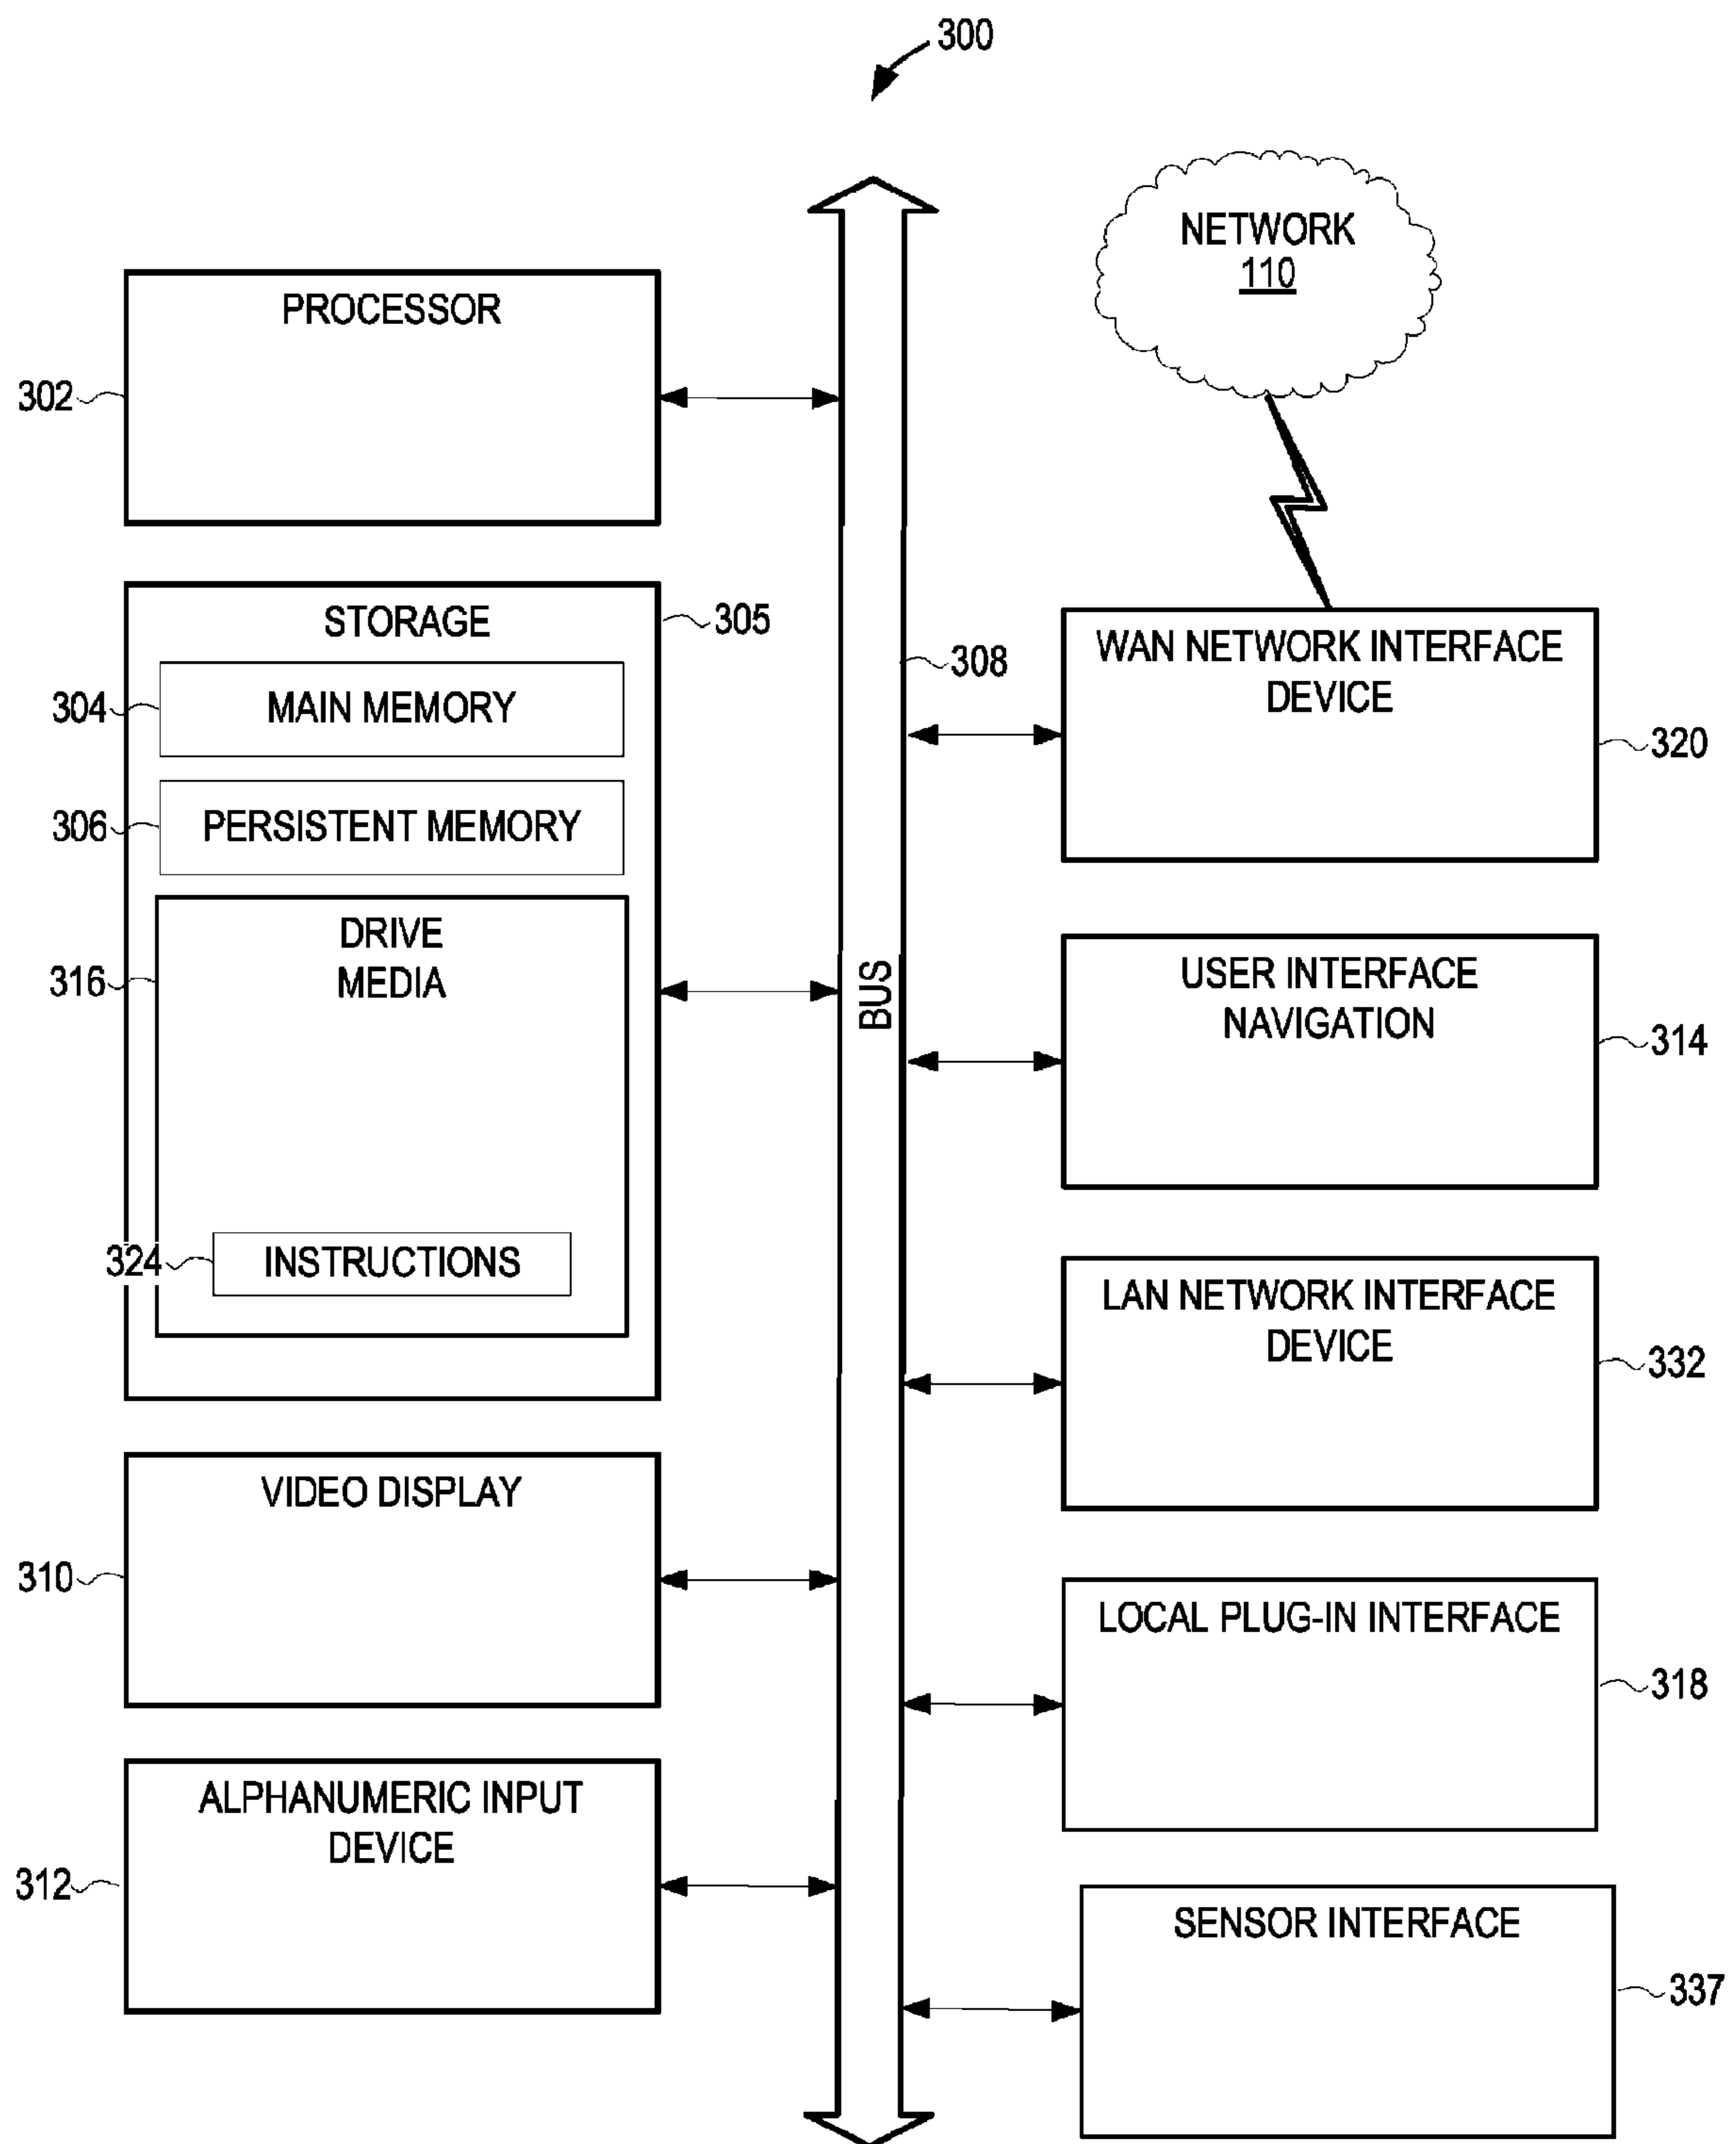 300
NETWORK
110
PROCESSOR
302
STORAGE
305
304
MAIN MEMORY
306
PERSISTENT MEMORY
DRIVE
MEDIA
316
324
INSTRUCTIONS
VIDEO DISPLAY
310
ALPHANUMERIC INPUT
DEVICE
312
BUS
308
WAN NETWORK INTERFACE
DEVICE
320
USER INTERFACE
NAVIGATION
314
LAN NETWORK INTERFACE
DEVICE
332
LOCAL PLUG-IN INTERFACE
318
SENSOR INTERFACE
337